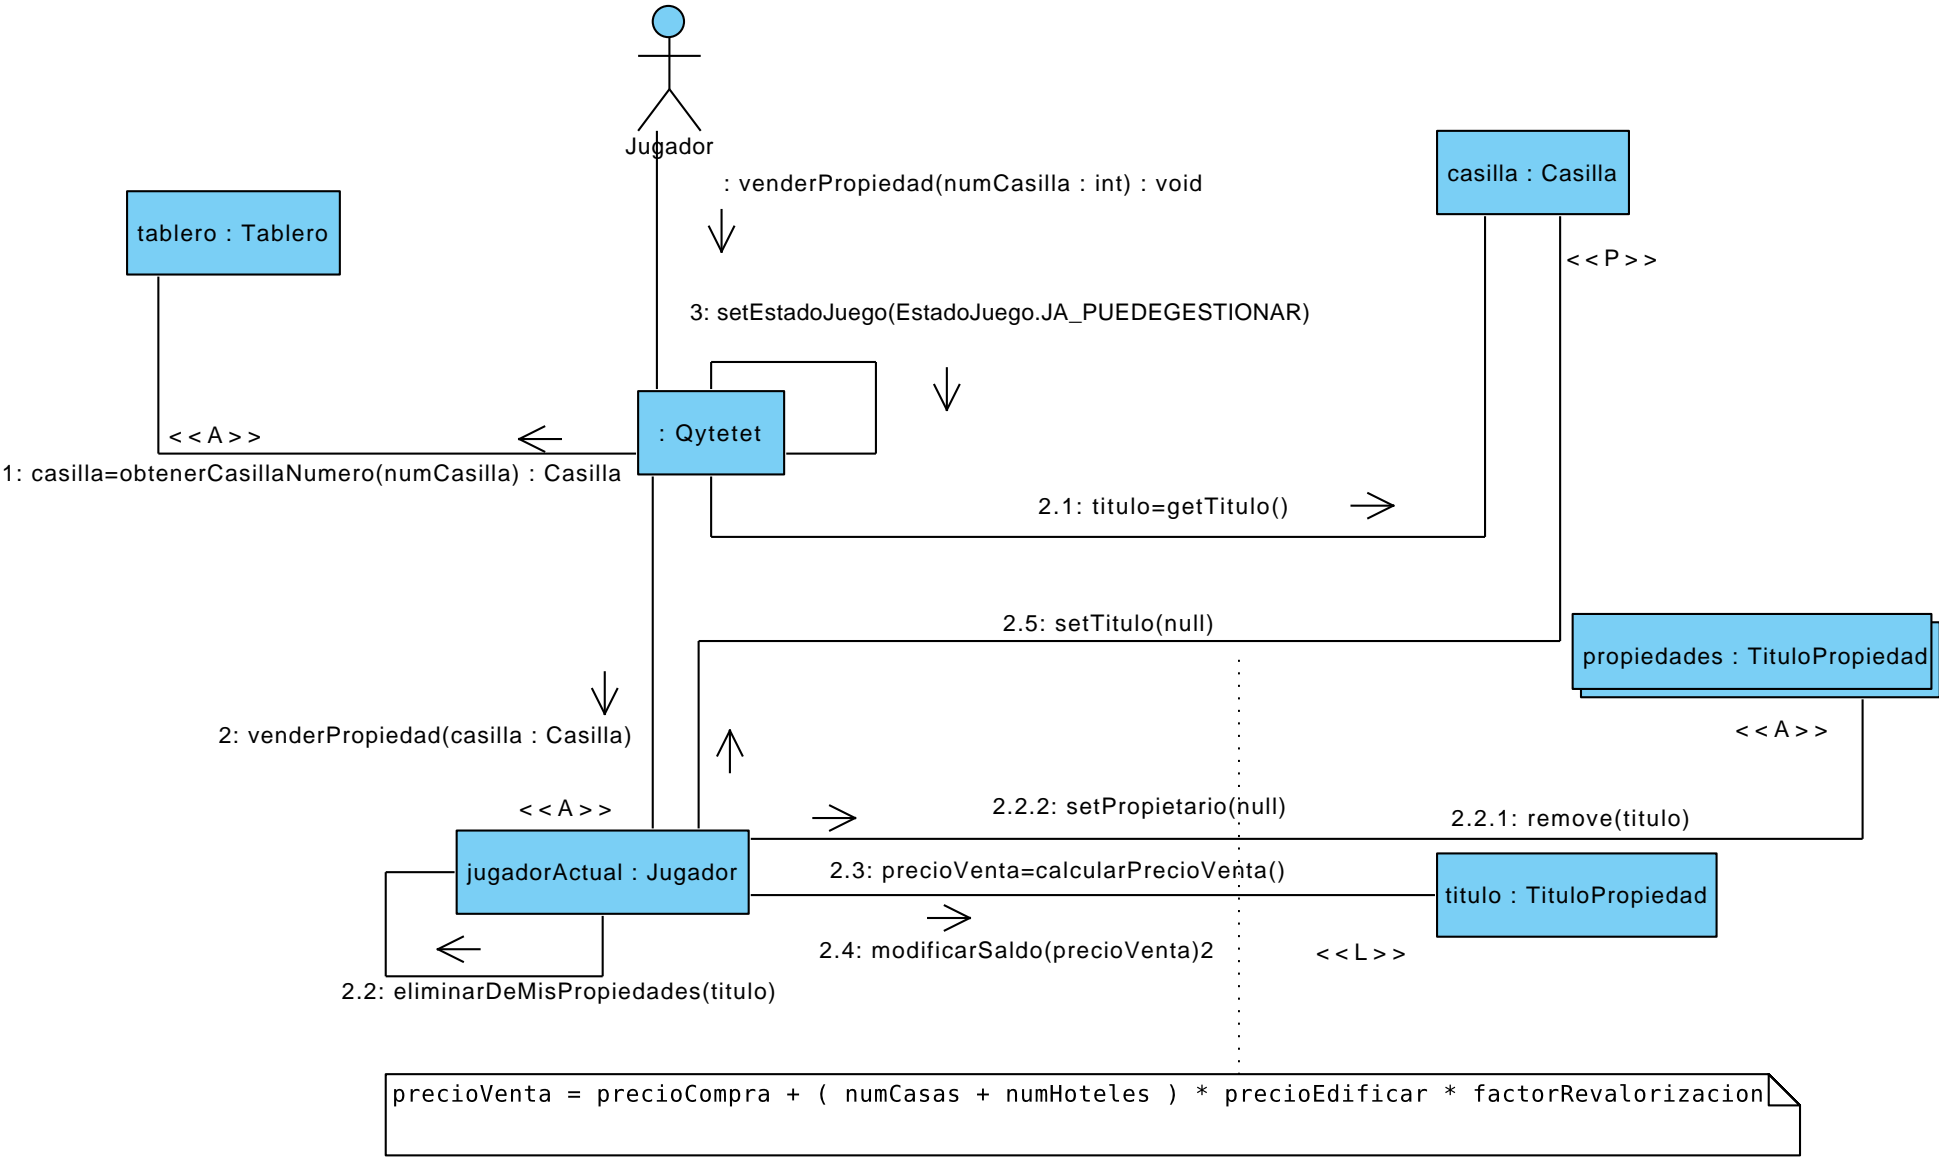 Jugador
: venderPropiedad(numCasilla : int) : void
casilla : Casilla
tablero : Tablero
<<P>>
3: setEstadoJuego(EstadoJuego.JA_PUEDEGESTIONAR)
: Qytetet
<<A>>
1: casilla=obtenerCasillaNumero(numCasilla) : Casilla
2.1: titulo=getTitulo()
2.5: setTitulo(null)
propiedades : TituloPropiedad
2: venderPropiedad(casilla : Casilla)
<<A>>
<<A>>
2.2.2: setPropietario(null)
2.2.1: remove(titulo)
jugadorActual : Jugador
2.3: precioVenta=calcularPrecioVenta()
titulo : TituloPropiedad
2.4: modificarSaldo(precioVenta)2
<<L>>
2.2: eliminarDeMisPropiedades(titulo)
precioVenta = precioCompra + ( numCasas + numHoteles ) * precioEdificar * factorRevalorizacion